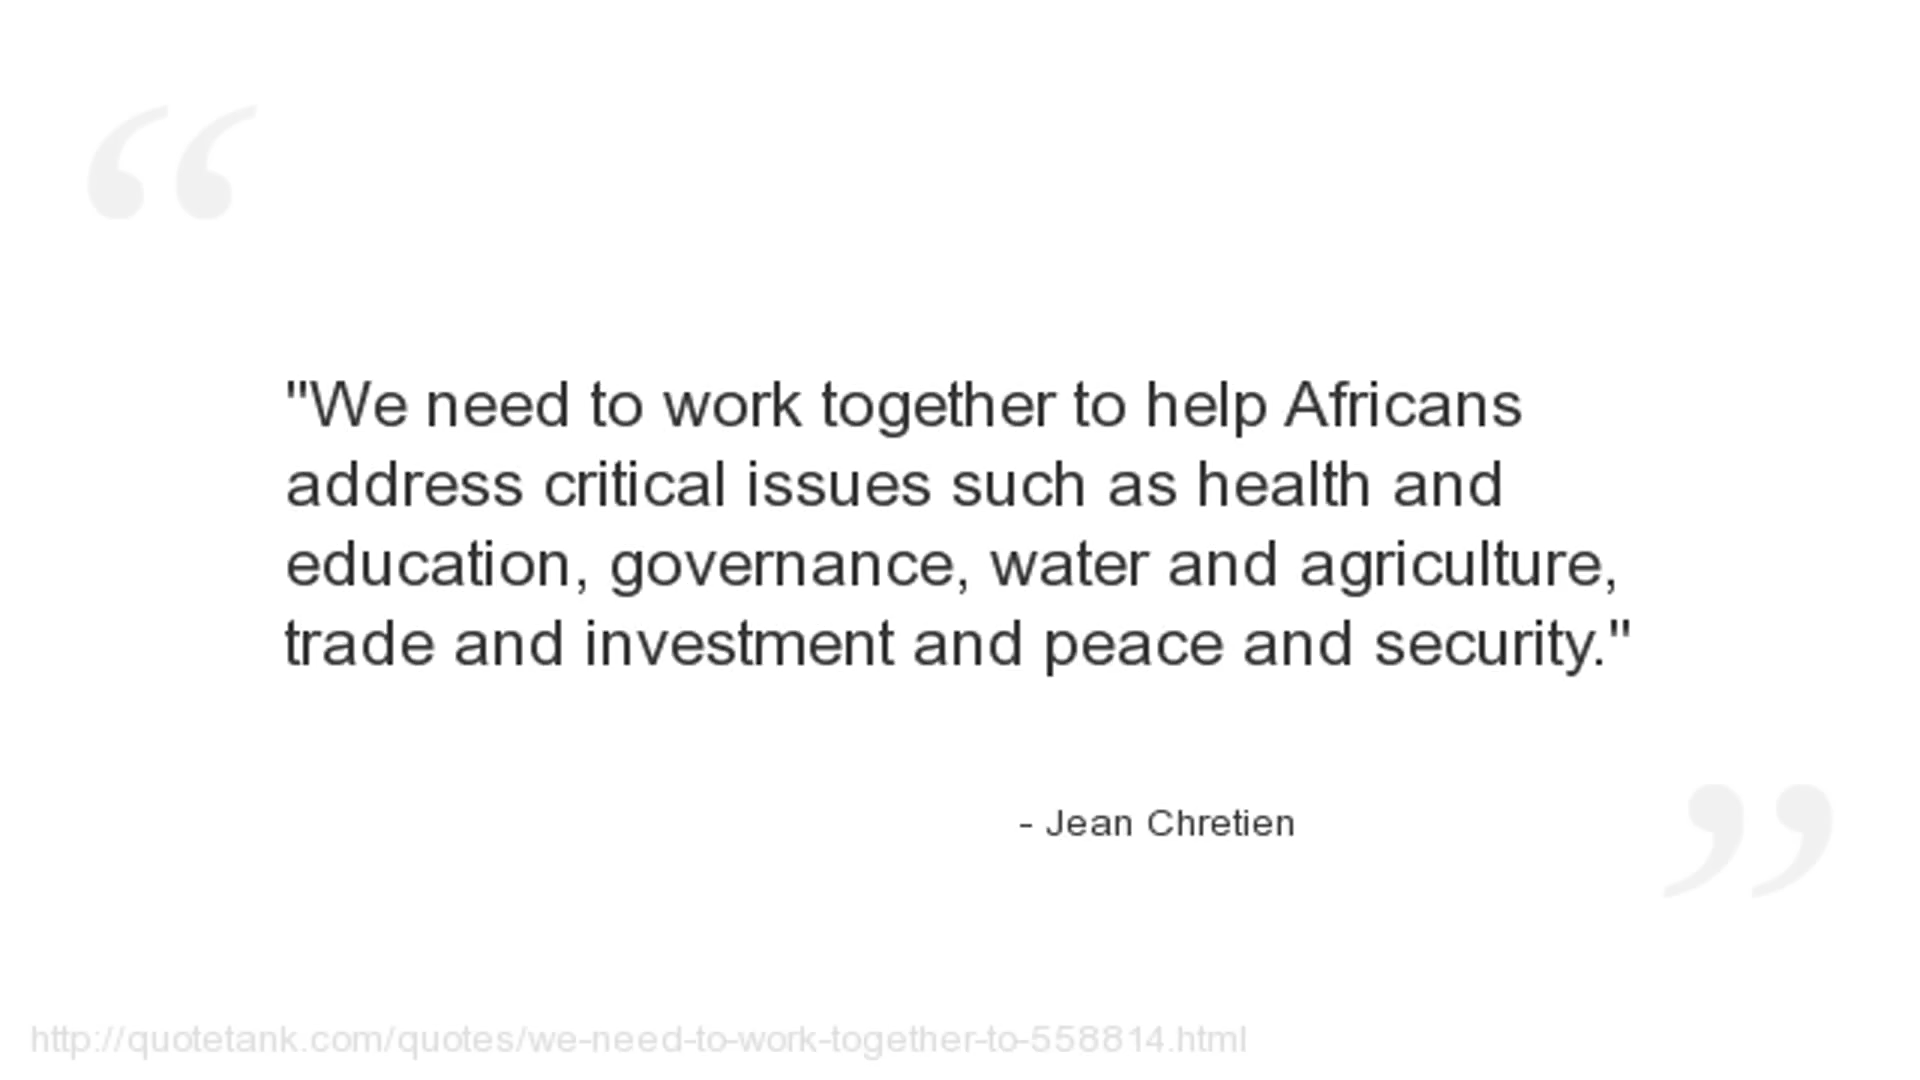 "We need to work together to help Africans
address critical issues such as health and
education, governance, water and agriculture,
trade and investment and peace and security."
- Jean Chretien
http://quotetank.com/quotes/we-need-to-work-together-to-558814.html